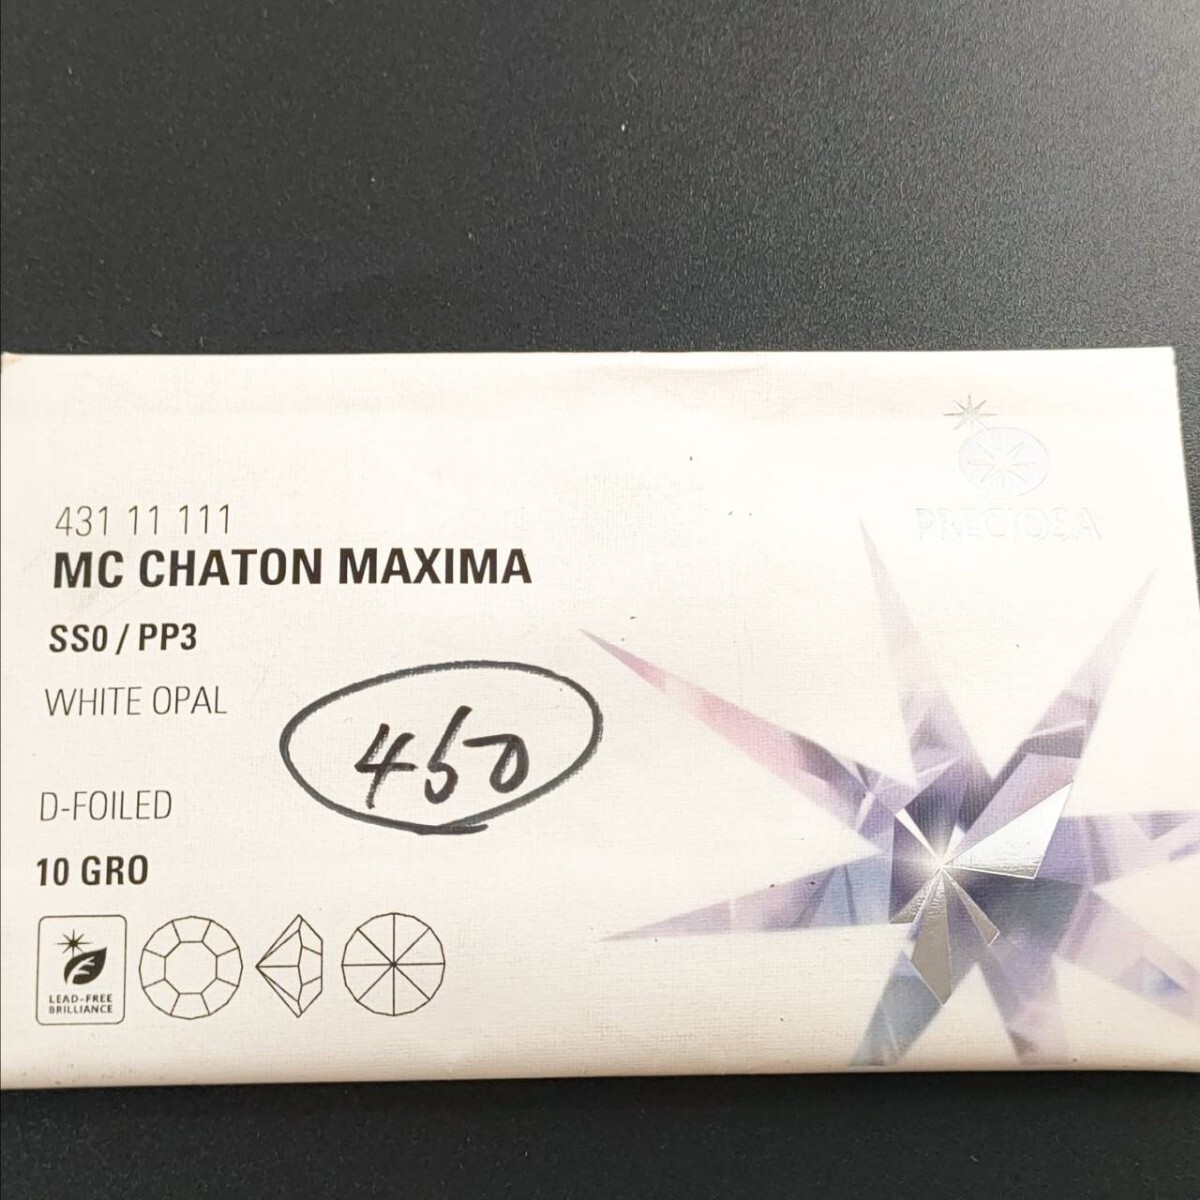 PRECIOSA
431 11 111
MC CHATON MAXIMA
SS0 / PP3
WHITE OPAL
450
D-FOILED
10 GRO
LEAD-FREE
BRILLIANCE